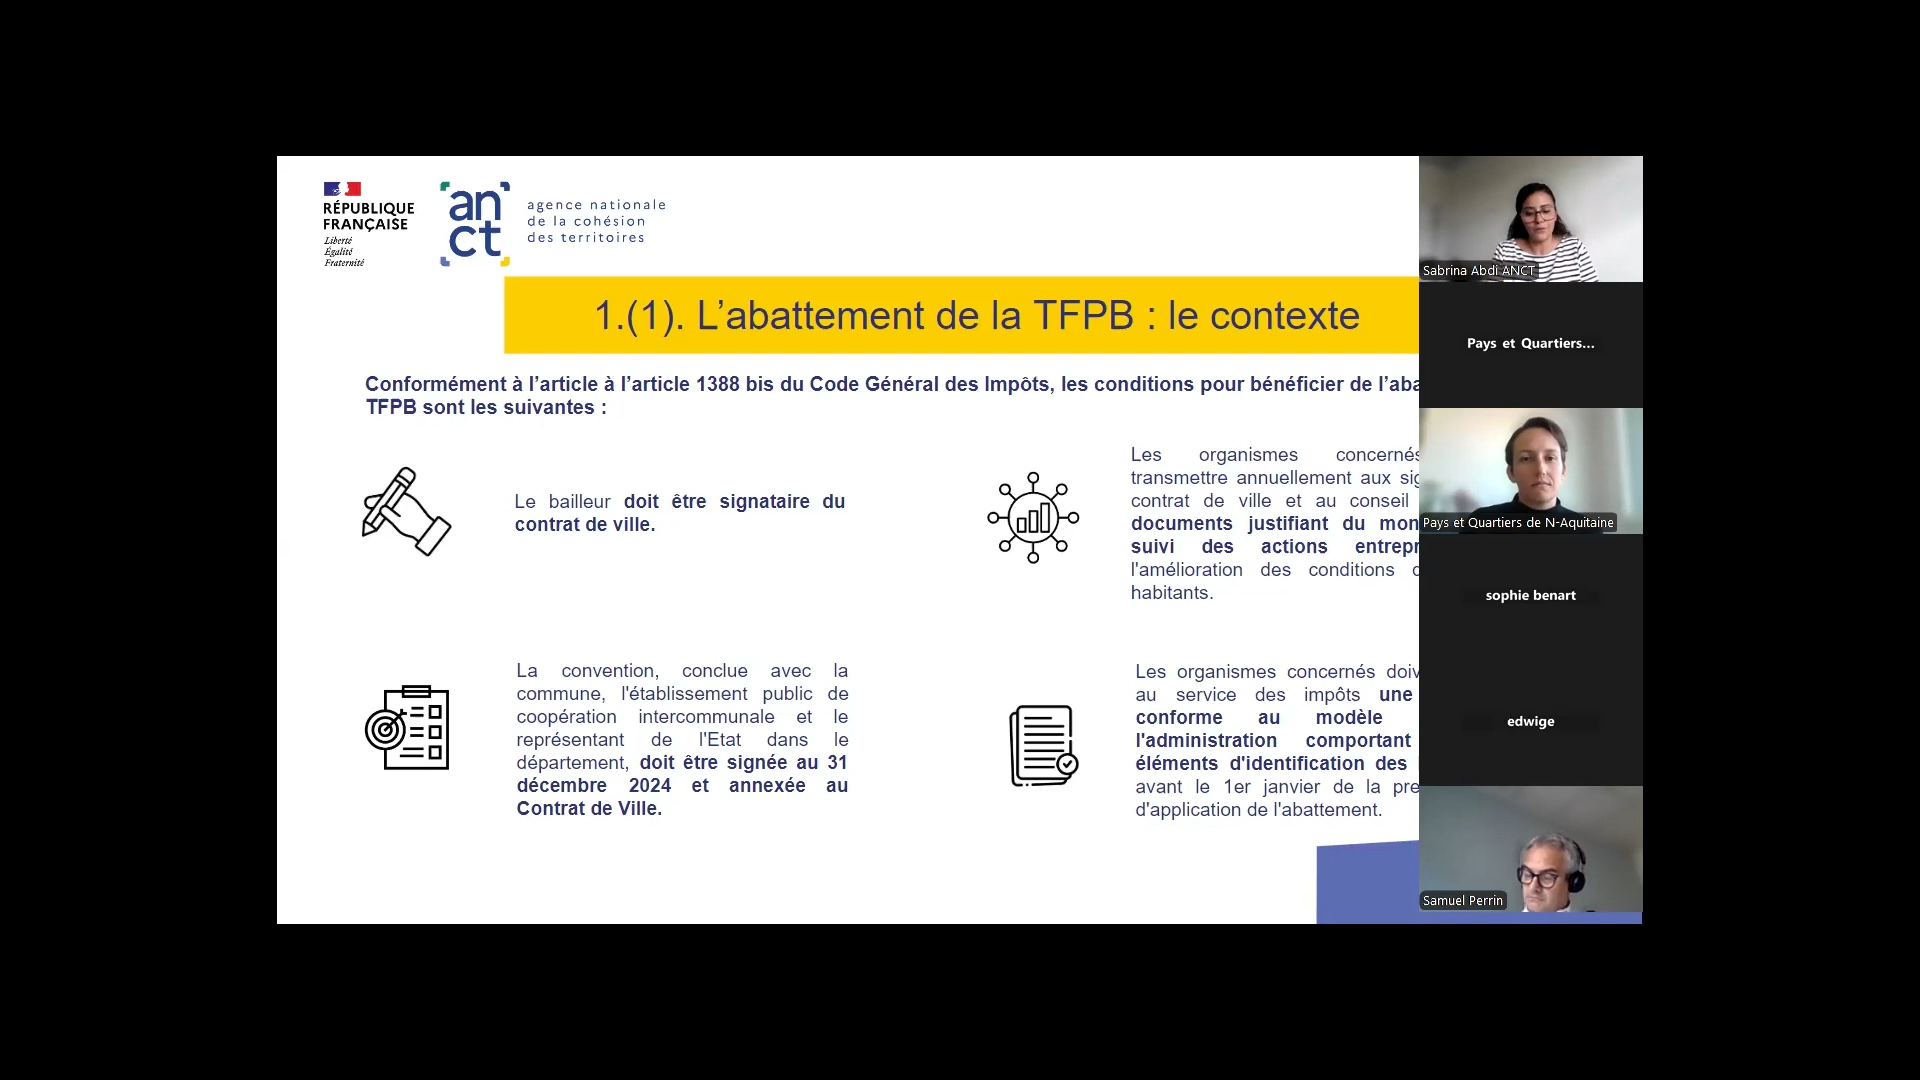 RÉPUBLIQUE
FRANÇAISE
Liberté
Égalité
Fraternité
an
ct
agence nationale
de la cohésion
des territoires
1.(1). L’abattement de la TFPB : le contexte
Conformément à l’article à l’article 1388 bis du Code Général des Impôts, les conditions pour bénéficier de l’aba
TFPB sont les suivantes :
Le bailleur doit être signataire du
contrat de ville.
Les organismes concernés
transmettre annuellement aux sig
contrat de ville et au conseil
documents justifiant du mon
suivi des actions entrepr
l'amélioration des conditions
habitants.
La convention, conclue avec la
commune, l'établissement public de
coopération intercommunale et le
représentant de l'Etat dans le
département, doit être signée au 31
décembre 2024 et annexée au
Contrat de Ville.
Les organismes concernés doiv
au service des impôts une
conforme au modèle
l'administration comportant
éléments d'identification des
avant le 1er janvier de la pre
d'application de l'abattement.
Sabrina Abdi ANCT
Pays et Quartiers...
Pays et Quartiers de N-Aquitaine
sophie benart
edwige
Samuel Perrin